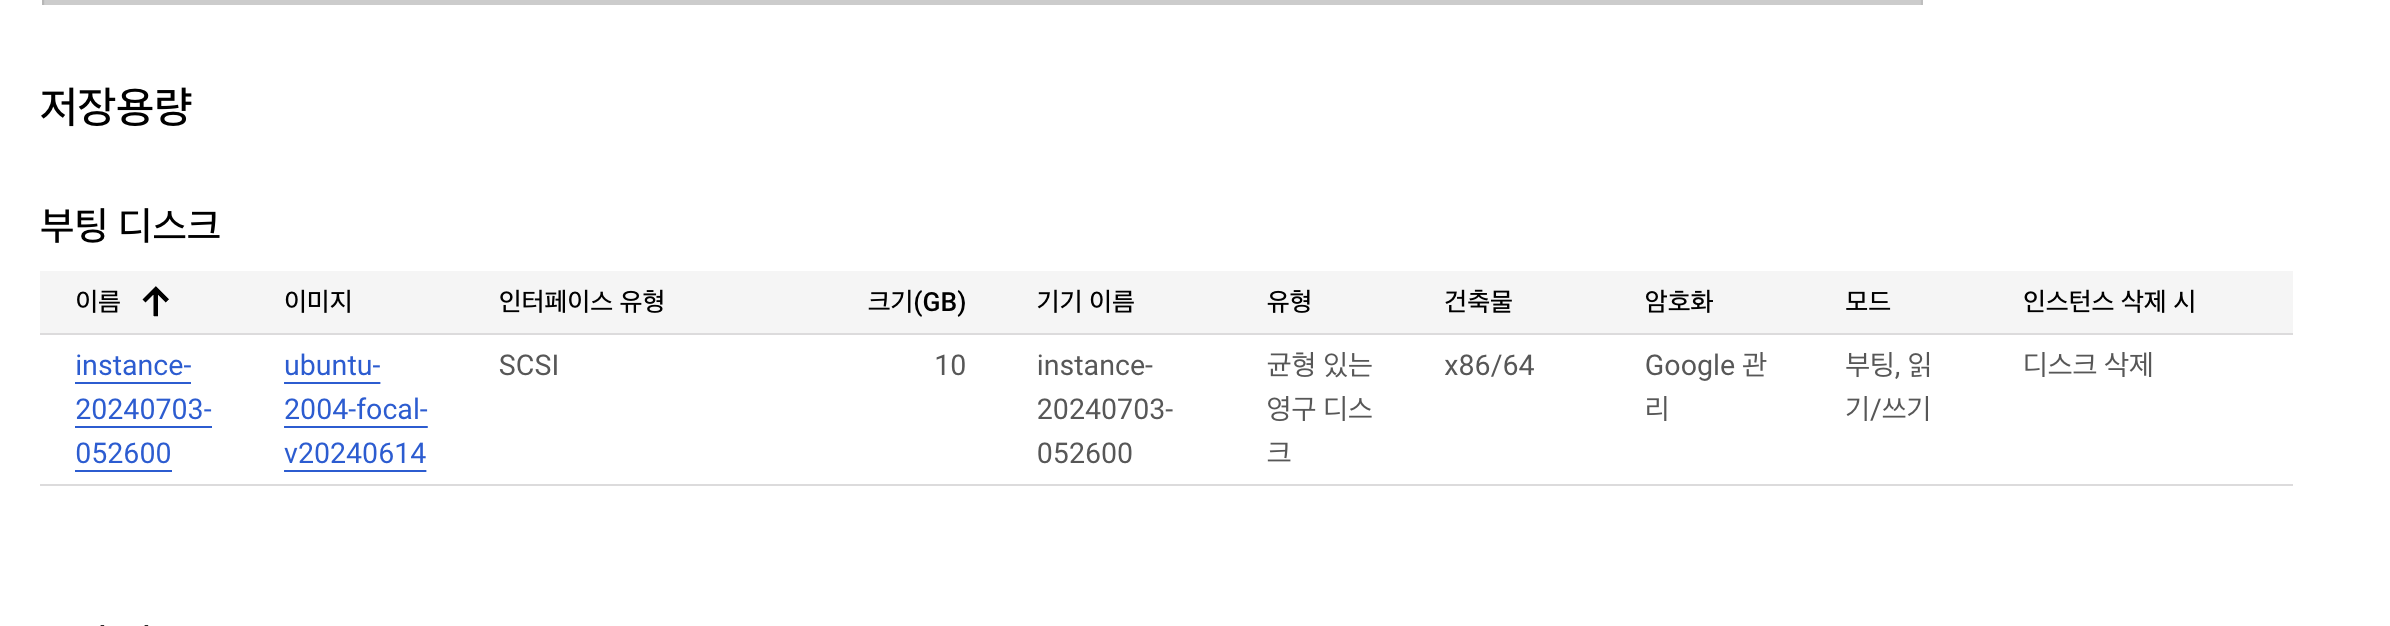 저장용량
부팅 디스크
이름 ↑ 이미지 인터페이스 유형 크기(GB) 기기 이름 유형 건축물 암호화 모드 인스턴스 삭제 시
instance- ubuntu- SCSI 10 instance- 균형 있는 x86/64 Google 관 부팅, 읽 디스크 삭제
20240703- 2004-focal- 20240703- 영구 디스 리 기/쓰기
052600 v20240614 052600 크